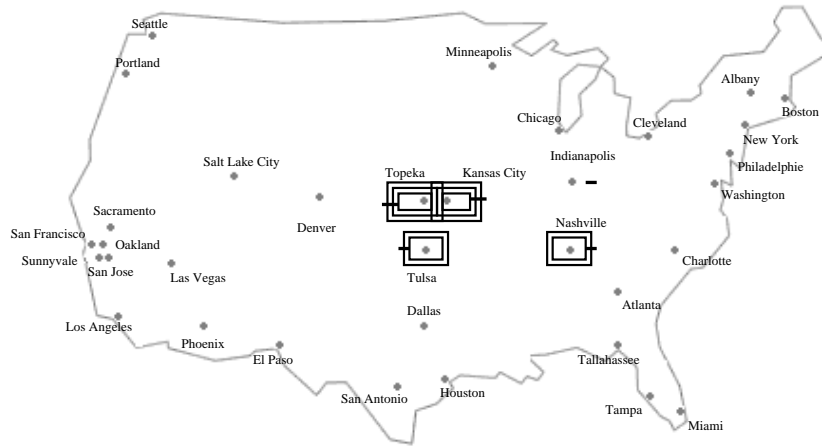 Seattle
Minneapolis
Portland
Albany
Boston
Chicago
Cleveland
New York
Indianapolis
Philadelphie
Salt Lake City
Topeka
Kansas City
Washington
Denver
Sacramento
Nashville
San Francisco
Oakland
Sunnyvale
San Jose
Las Vegas
Tulsa
Charlotte
Atlanta
Dallas
Los Angeles
Phoenix
El Paso
Tallahassee
San Antonio
Houston
Tampa
Miami